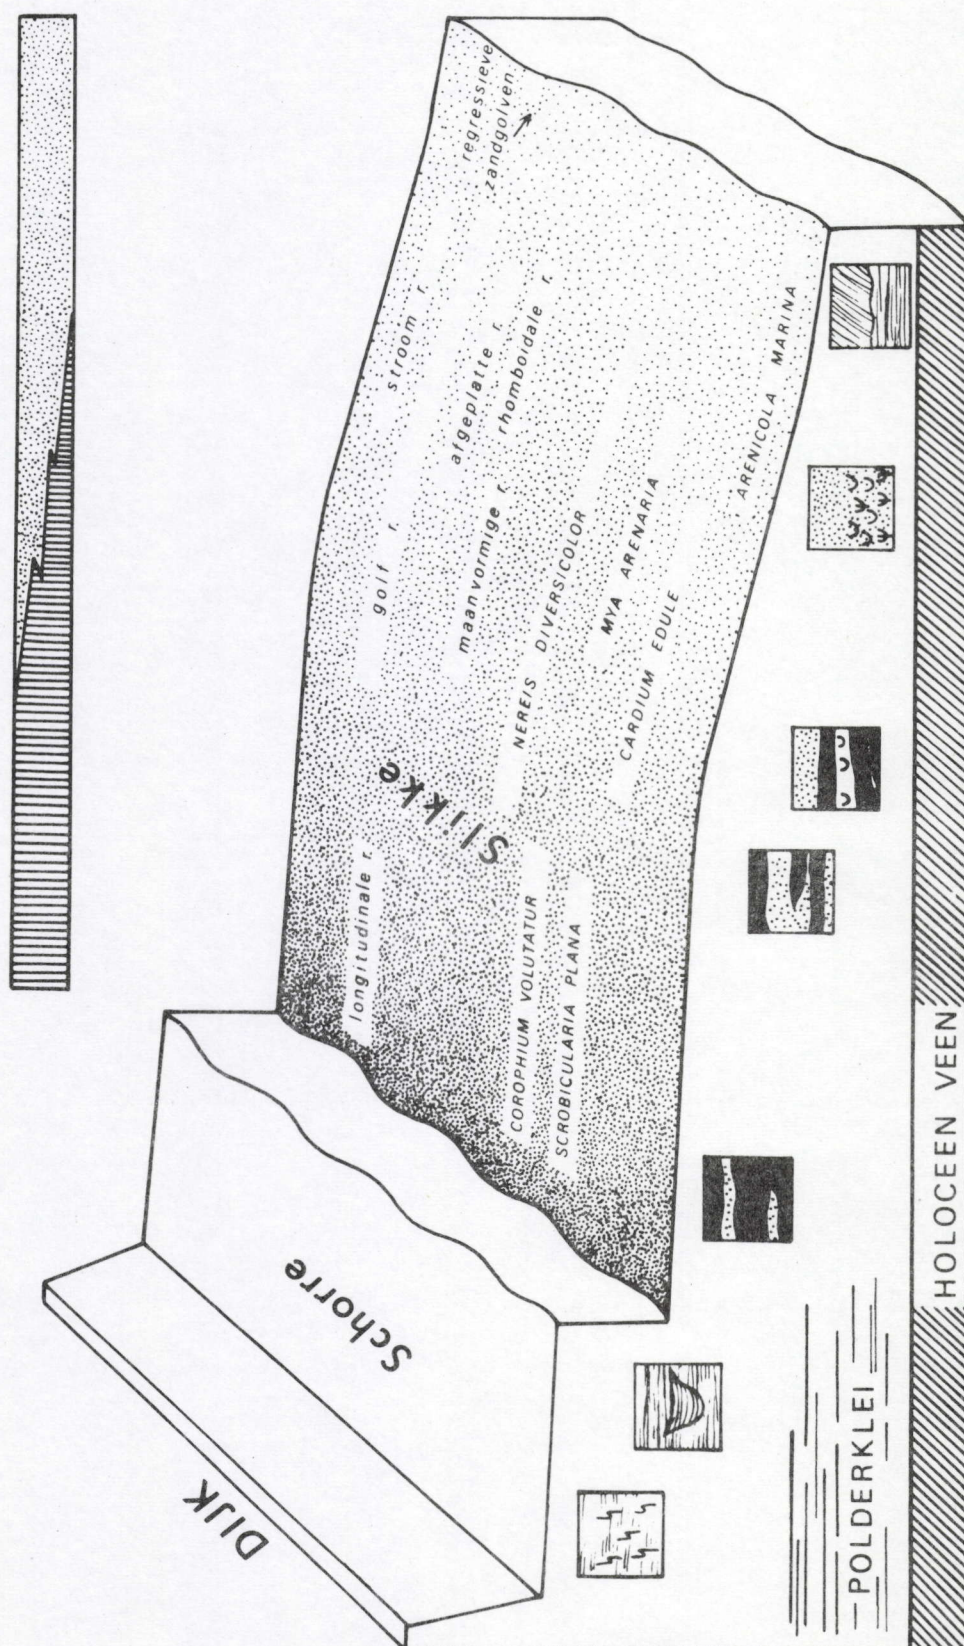 DIJK
Schorre
Slikke
longitudinale r.
golf r.
stroom r.
regressieve
zandgolven
maanvormige r.
afgeplatte r.
rhomboidale r.
COROPHIUM VOLUTATUR
SCROBICULARIA PLANA
NEREIS DIVERSICOLOR
MYA ARENARIA
CARDIUM EDULE
ARENICOLA MARINA
POLDERKLEI
HOLOCEEN VEEN